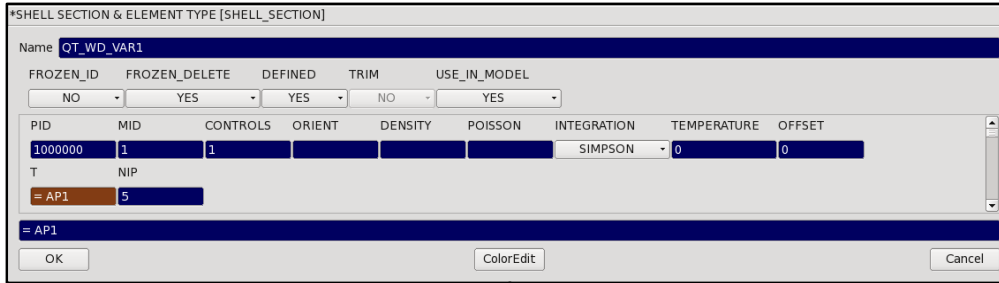 *SHELL SECTION & ELEMENT TYPE [SHELL_SECTION]
Name QT_WD_VAR1
FROZEN_ID FROZEN_DELETE DEFINED TRIM USE_IN_MODEL
NO YES YES NO YES
PID MID CONTROLS ORIENT DENSITY POISSON INTEGRATION TEMPERATURE OFFSET
1000000 1 1 SIMPSON 0 0
T NIP
= AP1 5
= AP1
OK ColorEdit Cancel